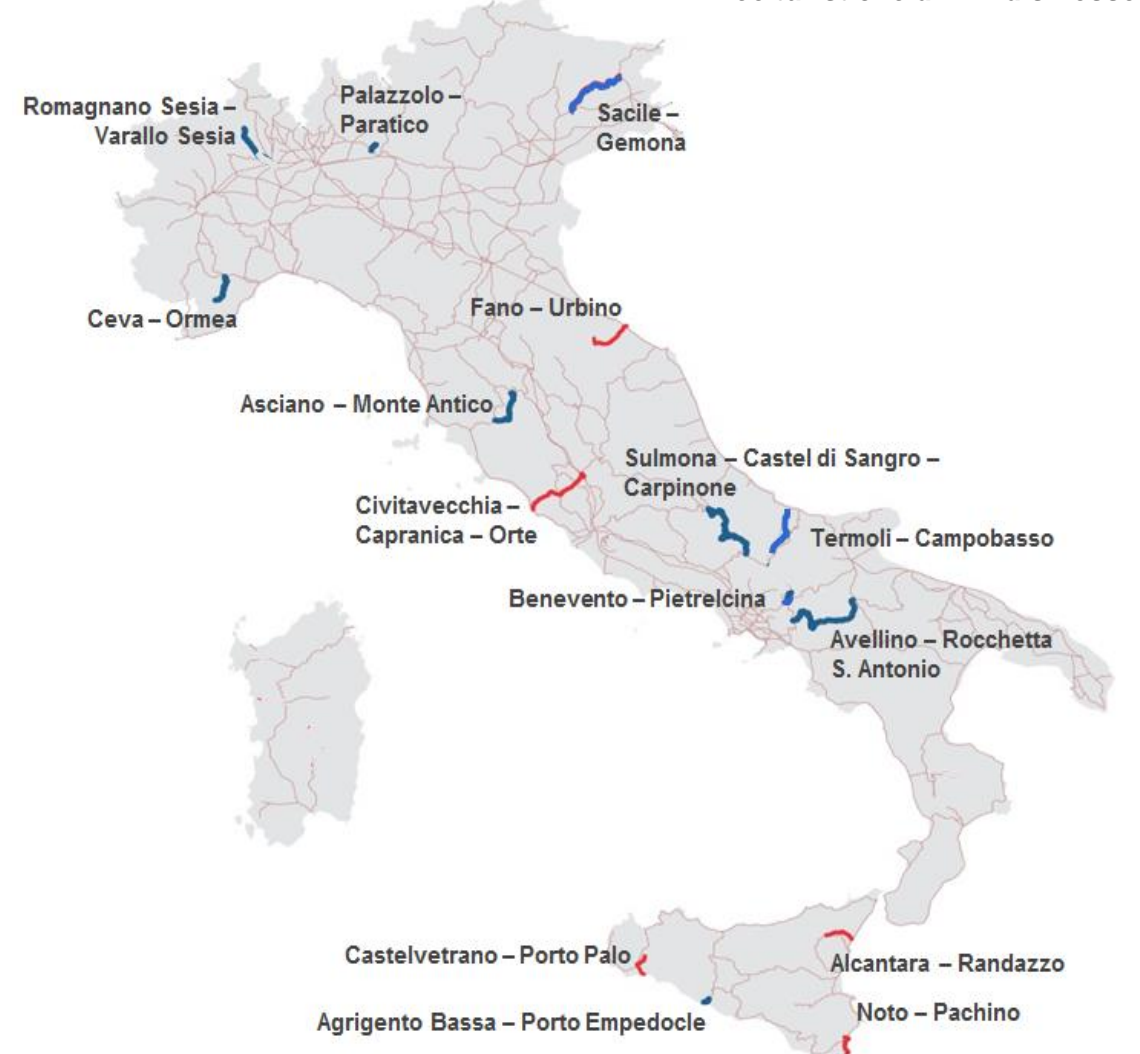 Romagnano Sesia –
Varallo Sesia
Palazzolo –
Paratico
Sacile –
Gemona
Ceva – Ormea
Fano – Urbino
Asciano – Monte Antico
Sulmona – Castel di Sangro –
Carpinone
Civitavecchia –
Capranica – Orte
Termoli – Campobasso
Benevento – Pietrelcina
Avellino – Rocchetta
S. Antonio
Castelvetrano – Porto Palo
Alcantara – Randazzo
Agrigento Bassa – Porto Empedocle
Noto – Pachino